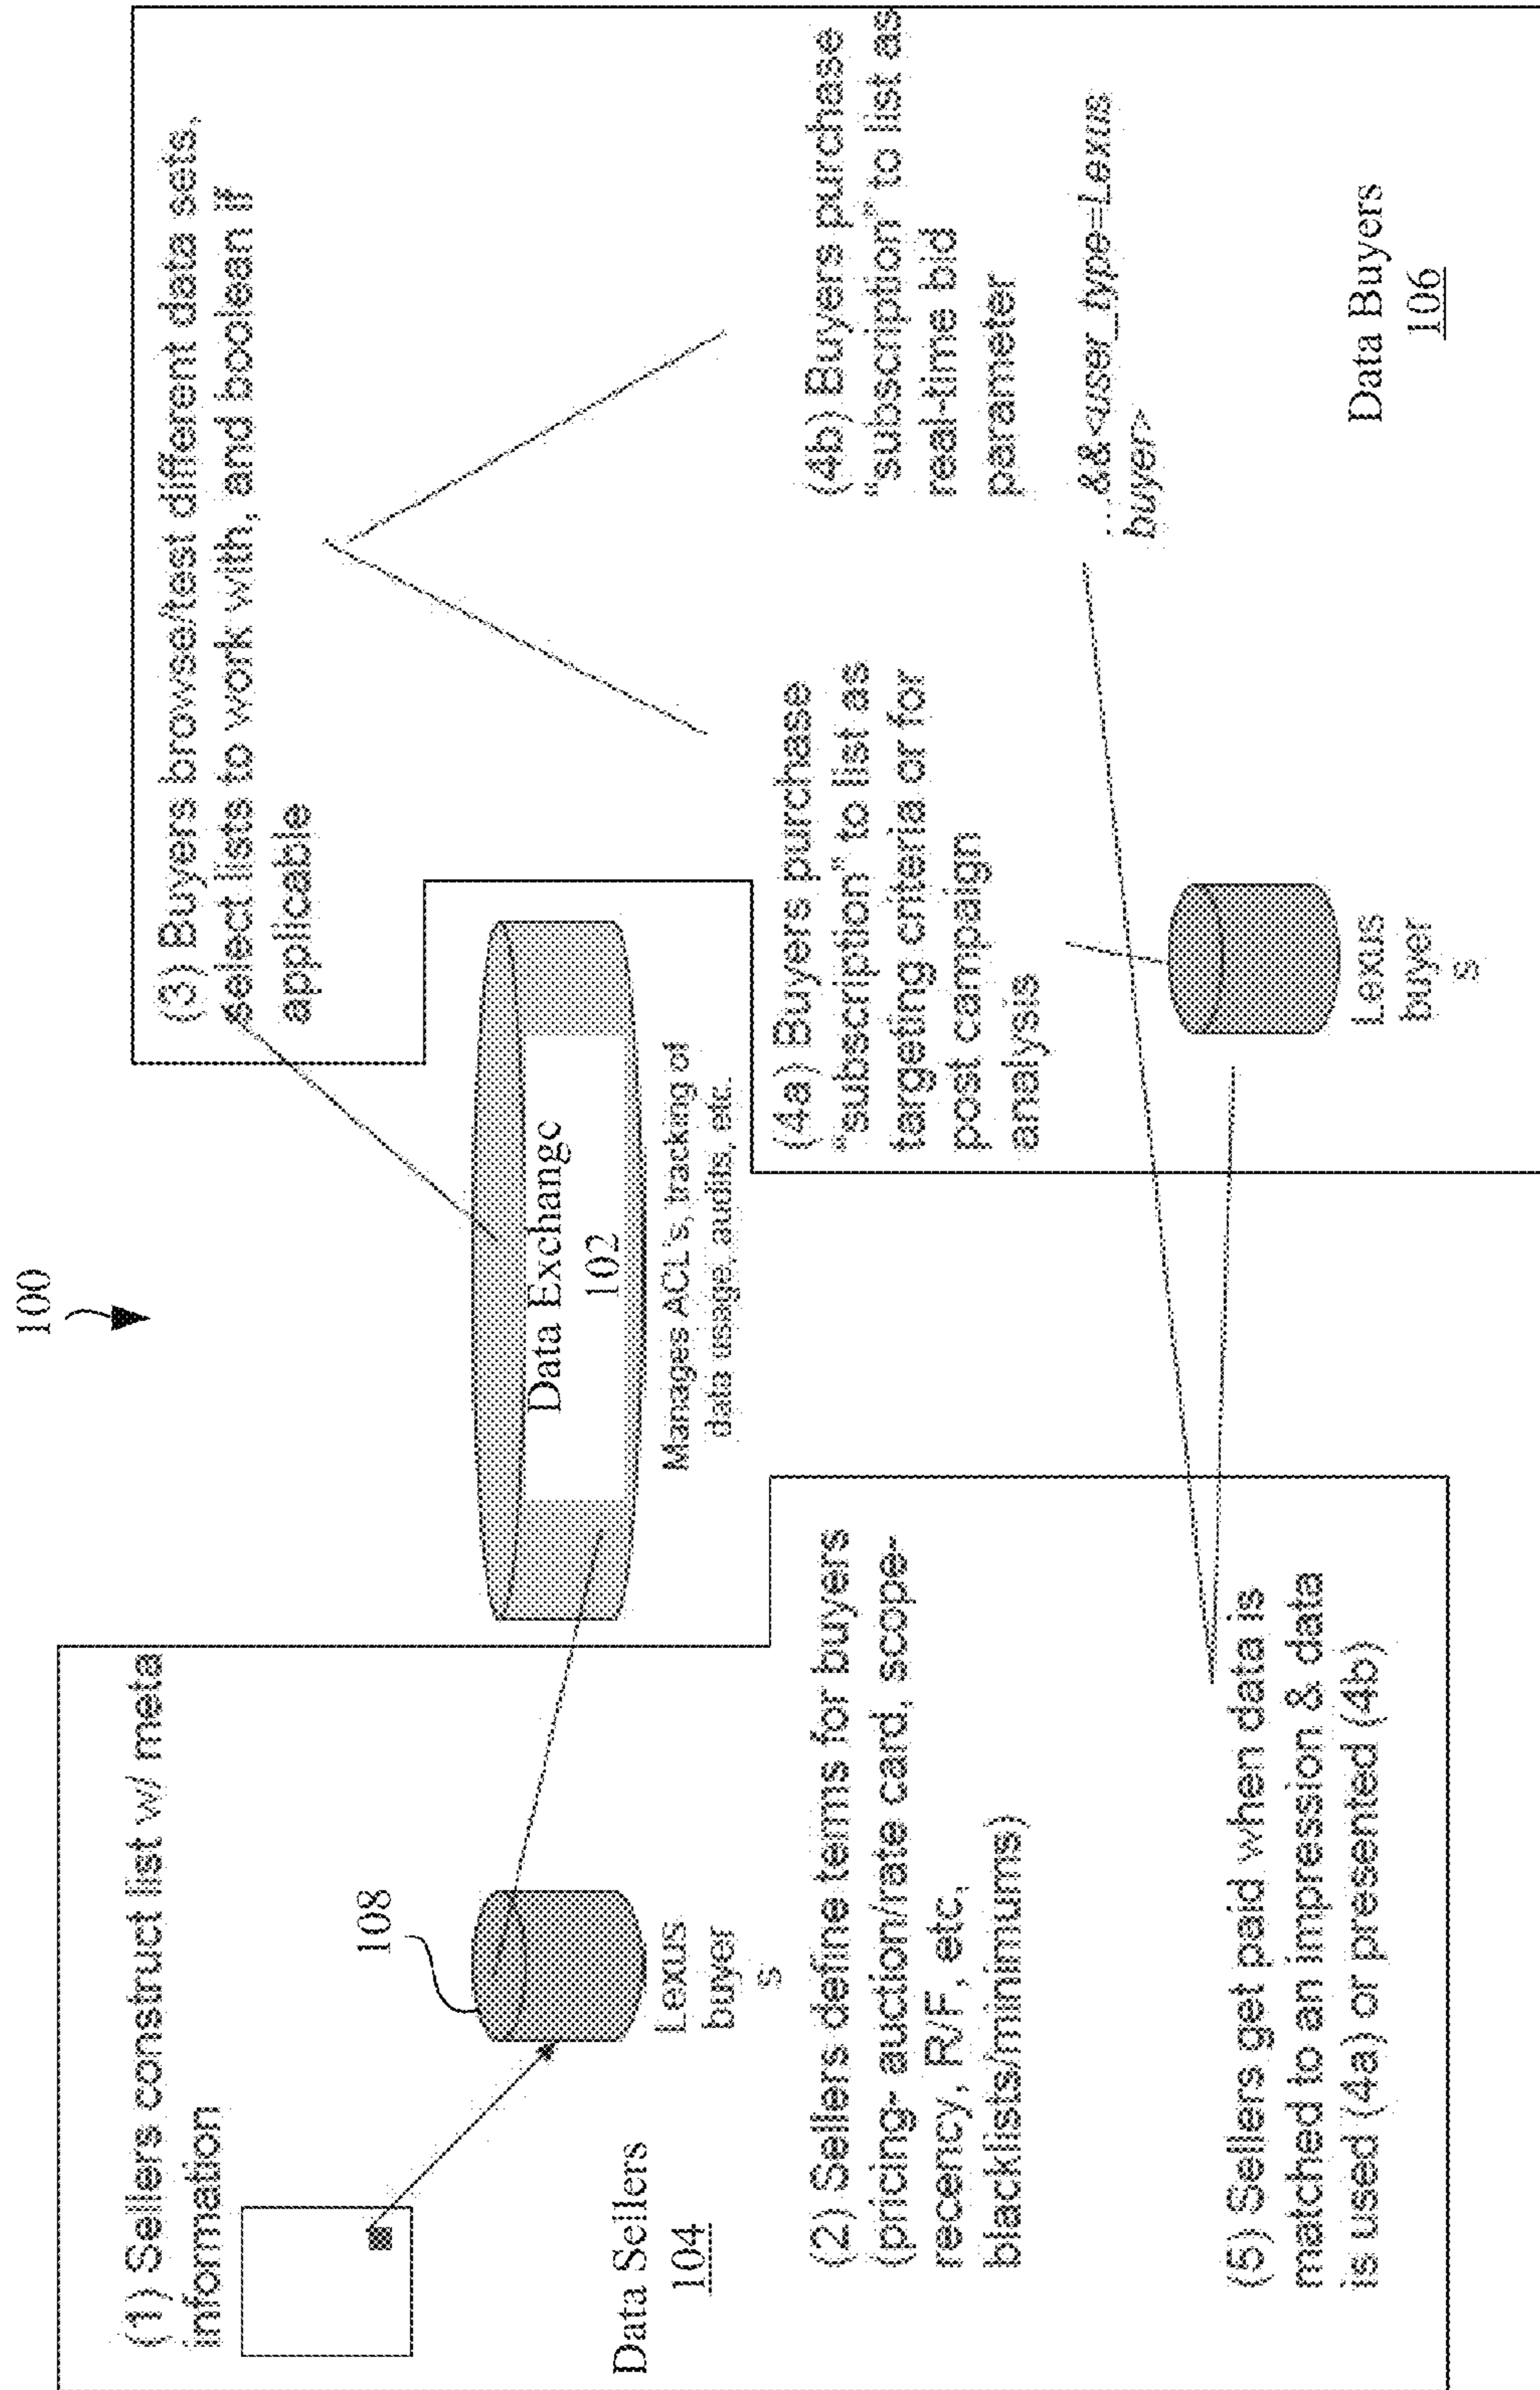 100
(1) Sellers construct list w/ meta
information
108
Lexus
buyer
s
Data Sellers
104
(2) Sellers define terms for buyers
(pricing- auction/rate card, scope-
recency, R/F, etc,
blacklists/minimums)
(5) Sellers get paid when data is
matched to an impression & data
is used (4a) or presented (4b)
Data Exchange
102
Manages ACL's, tracking of
data usage, audits, etc.
(3) Buyers browse/test different data sets,
select lists to work with, and boolean if
applicable
(4a) Buyers purchase
"subscription" to list as
targeting criteria or for
post campaign
analysis
Lexus
buyer
s
(4b) Buyers purchase
"subscription" to list as
real-time bid
parameter
...&&<user_type=Lexus
buyer>
Data Buyers
106